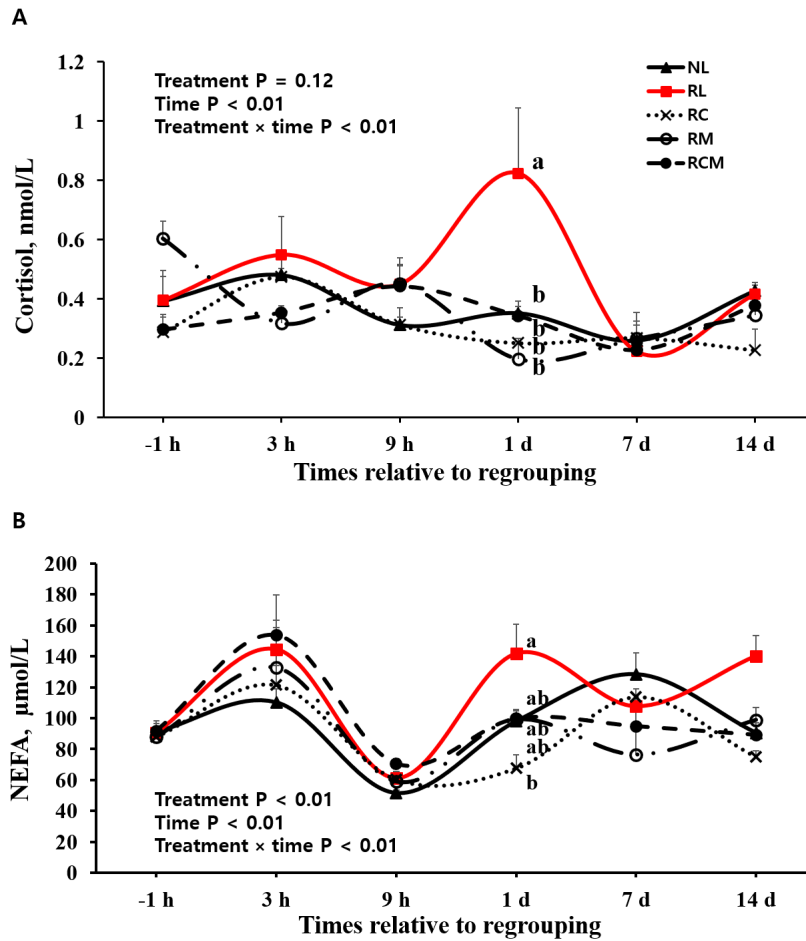 A
1.2
1
0.8
0.6
0.4
0.2
0
Cortisol, nmol/L
Treatment P = 0.12
Time P < 0.01
Treatment × time P < 0.01
NL
RL
RC
RM
RCM
a
b
b
b
b
-1 h 3 h 9 h 1 d 7 d 14 d
Times relative to regrouping
B
200
180
160
140
120
100
80
60
40
20
0
NEFA, µmol/L
a
ab
ab
ab
b
Treatment P < 0.01
Time P < 0.01
Treatment × time P < 0.01
-1 h 3 h 9 h 1 d 7 d 14 d
Times relative to regrouping